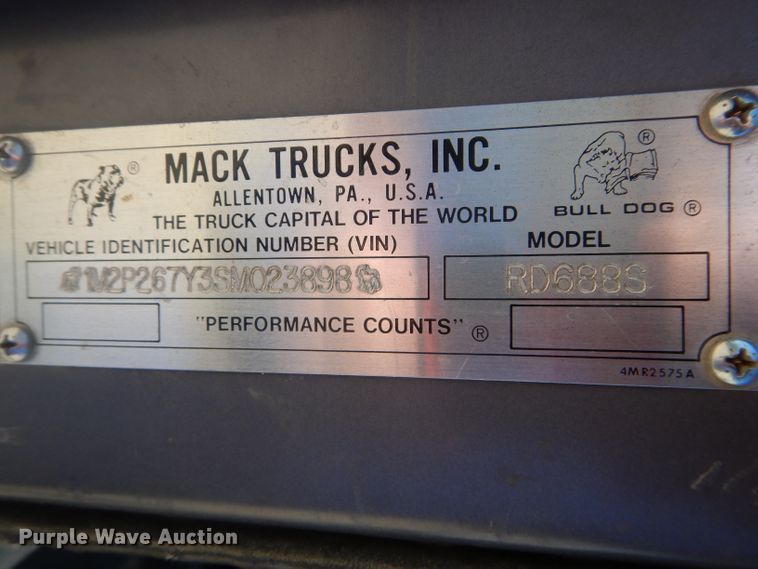 MACK TRUCKS, INC.
ALLENTOWN, PA., U.S.A.
THE TRUCK CAPITAL OF THE WORLD
®
®
BULL DOG ®
VEHICLE IDENTIFICATION NUMBER (VIN)
MODEL
1M2P267Y3SM023898
RD688S
"PERFORMANCE COUNTS" ®
4MR2575A
Purple Wave Auction